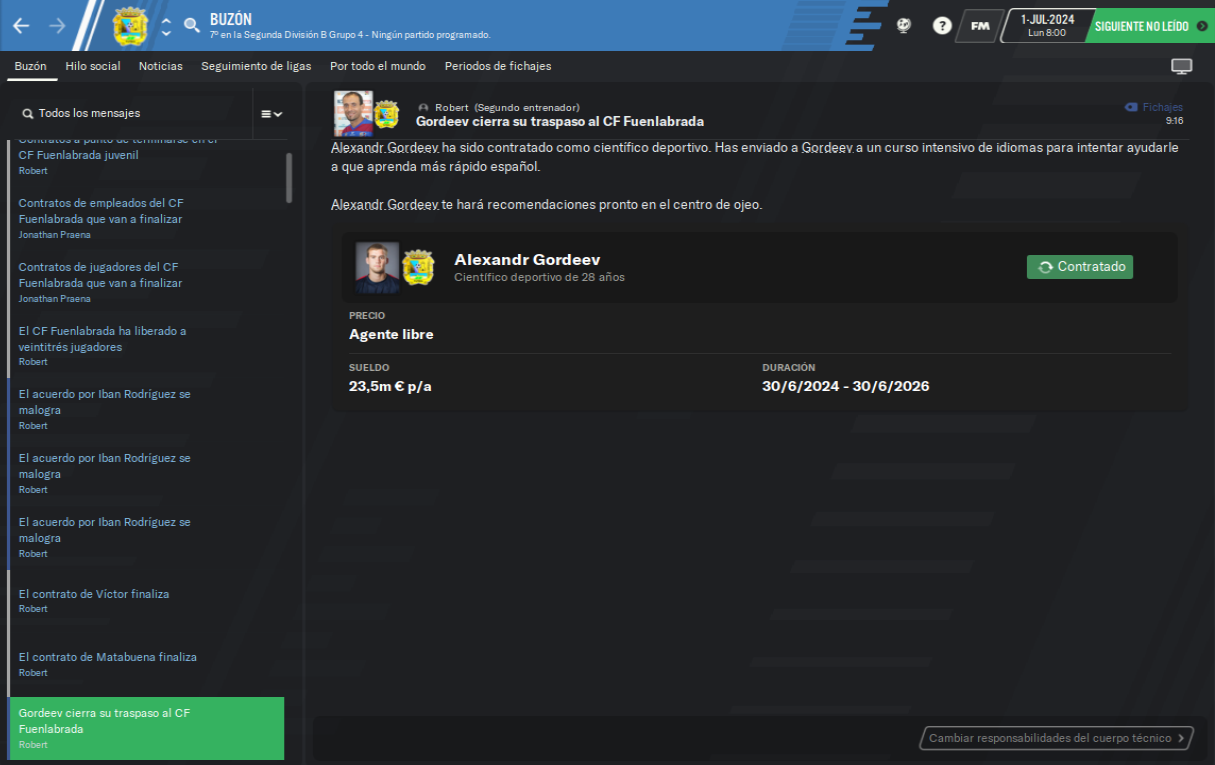 BUZÓN
7º en la Segunda División B Grupo 4 - Ningún partido programado.
?
FM
1-JUL-2024
Lun 8:00
SIGUIENTE NO LEÍDO
Buzón
Hilo social
Noticias
Seguimiento de ligas
Por todo el mundo
Periodos de fichajes
Todos los mensajes
Contratos a punto de terminarse en el
CF Fuenlabrada juvenil
Robert
Contratos de empleados del CF
Fuenlabrada que van a finalizar
Jonathan Praena
Contratos de jugadores del CF
Fuenlabrada que van a finalizar
Jonathan Praena
El CF Fuenlabrada ha liberado a
veintitrés jugadores
Robert
El acuerdo por Iban Rodríguez se
malogra
Robert
El acuerdo por Iban Rodríguez se
malogra
Robert
El acuerdo por Iban Rodríguez se
malogra
Robert
El contrato de Víctor finaliza
Robert
El contrato de Matabuena finaliza
Robert
Gordeev cierra su traspaso al CF
Fuenlabrada
Robert
Robert (Segundo entrenador)
Gordeev cierra su traspaso al CF Fuenlabrada
Fichajes
9:16
Alexandr Gordeev ha sido contratado como científico deportivo. Has enviado a Gordeev a un curso intensivo de idiomas para intentar ayudarle
a que aprenda más rápido español.
Alexandr Gordeev te hará recomendaciones pronto en el centro de ojeo.
Alexandr Gordeev
Científico deportivo de 28 años
Contratado
PRECIO
Agente libre
SUELDO
23,5m € p/a
DURACIÓN
30/6/2024 - 30/6/2026
Cambiar responsabilidades del cuerpo técnico